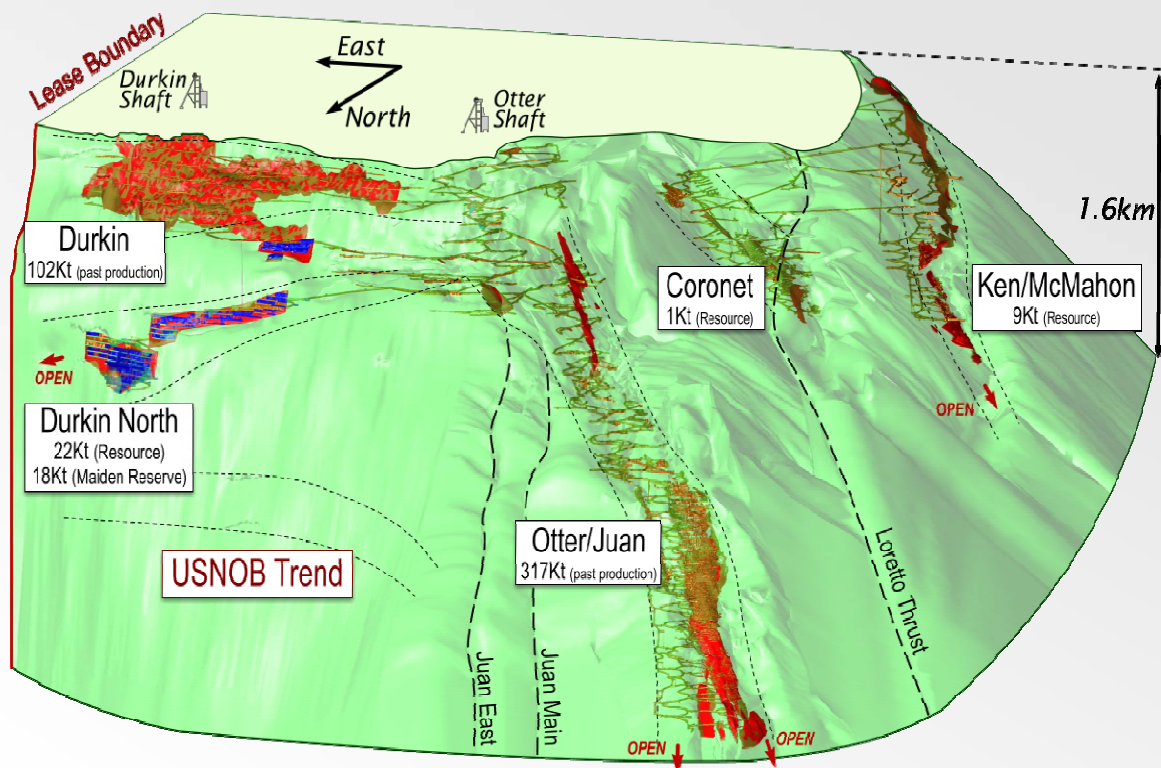 Lease Boundary
East
North
Durkin
Shaft
Otter
Shaft
1.6km
Durkin
102Kt (past production)
Coronet
1Kt (Resource)
Ken/McMahon
9Kt (Resource)
OPEN
OPEN
Durkin North
22Kt (Resource)
18Kt (Maiden Reserve)
USNOB Trend
Otter/Juan
317Kt (past production)
Loretto Thrust
Juan East
Juan Main
OPEN
OPEN